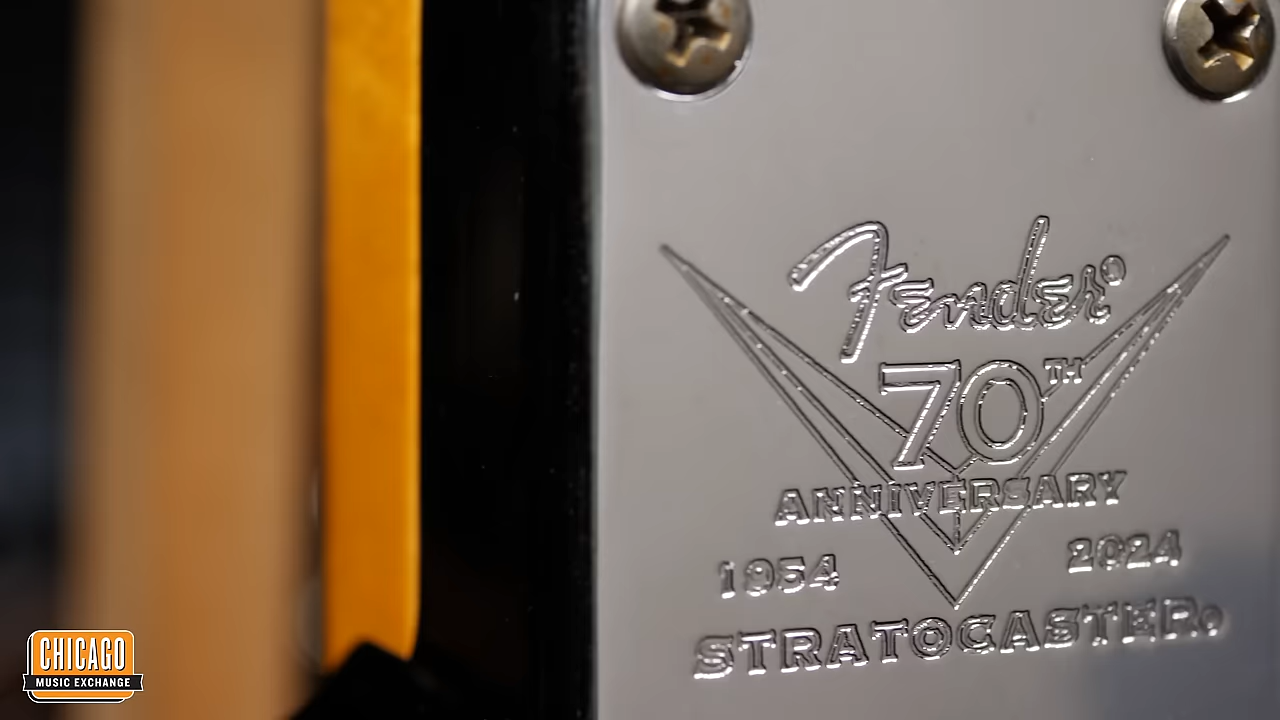 Fender®
70TH
ANNIVERSARY
1954 2024
STRATOCASTER®
CHICAGO
MUSIC EXCHANGE